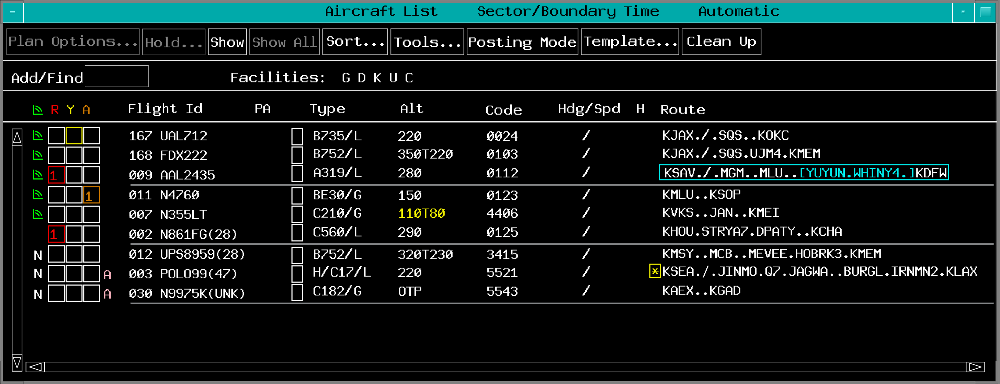 Aircraft List Sector/Boundary Time Automatic
Plan Options... Hold... Show Show All Sort... Tools... Posting Mode Template... Clean Up
Add/Find Facilities: G D K U C
R Y A Flight Id PA Type Alt Code Hdg/Spd H Route
167 UAL712 B735/L 220 0024 / KJAX./.SQS..KOKC
168 FDX222 B752/L 350T220 0103 / KJAX./.SQS.UJM4.KMEM
1 009 AAL2435 A319/L 280 0112 / KSAV./.MGM..MLU..[YUYUN.WHINY4.]KDFW
1 011 N4760 BE30/G 150 0123 / KMLU..KSOP
007 N355LT C210/G 110T80 4406 / KVKS..JAN..KMEI
1 002 N861FG(28) C560/L 290 0125 / KHOU.STRYA7.DPATY..KCHA
N 012 UPS8959(28) B752/L 320T230 3415 / KMSY..MCB..MEVEE.HOBRK3.KMEM
N A 003 POLO99(47) H/C17/L 220 5521 / *KSEA./.JINMO.Q7.JAGWA..BURGL.IRNMN2.KLAX
N A 030 N9975K(UNK) C182/G OTP 5543 / KAEX..KGAD